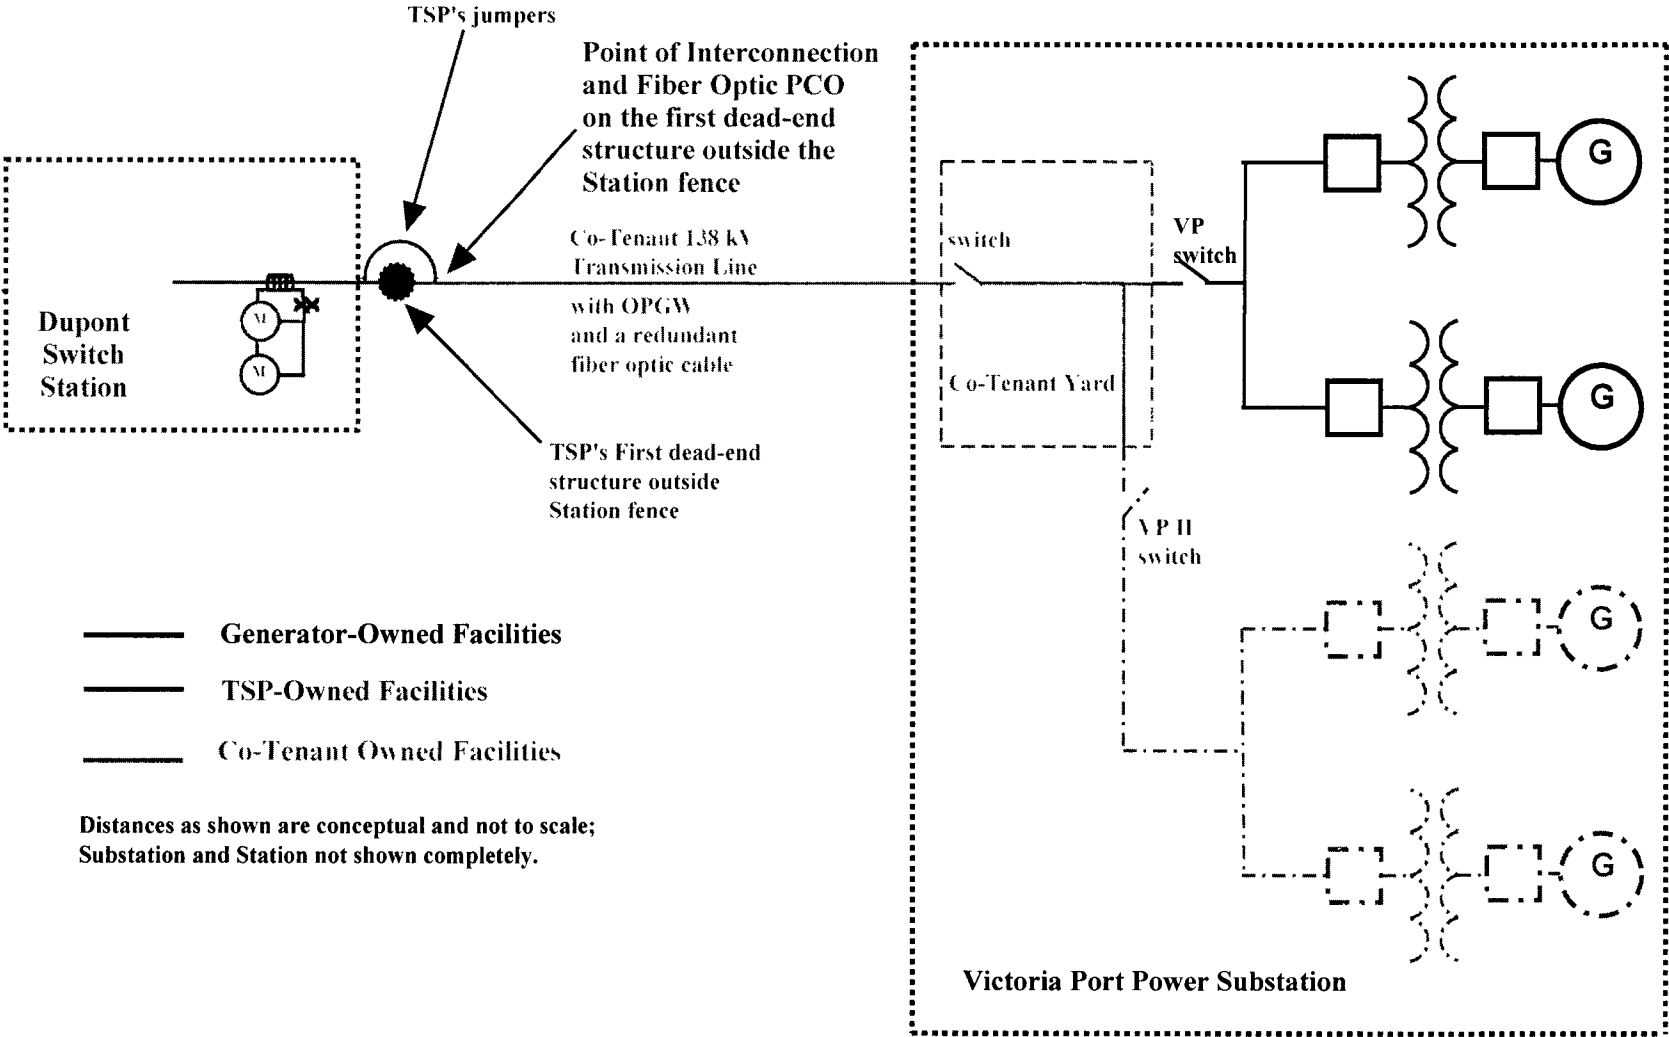 TSP's jumpers
Point of Interconnection
and Fiber Optic PCO
on the first dead-end
structure outside the
Station fence
Co-Tenant 138 kV
Transmission Line
with OPGW
and a redundant
fiber optic cable
Dupont
Switch
Station
M
M
TSP's First dead-end
structure outside
Station fence
switch
Co-Tenant Yard
VP
switch
VP II
switch
G
G
G
G
Generator-Owned Facilities
TSP-Owned Facilities
Co-Tenant Owned Facilities
Distances as shown are conceptual and not to scale;
Substation and Station not shown completely.
Victoria Port Power Substation